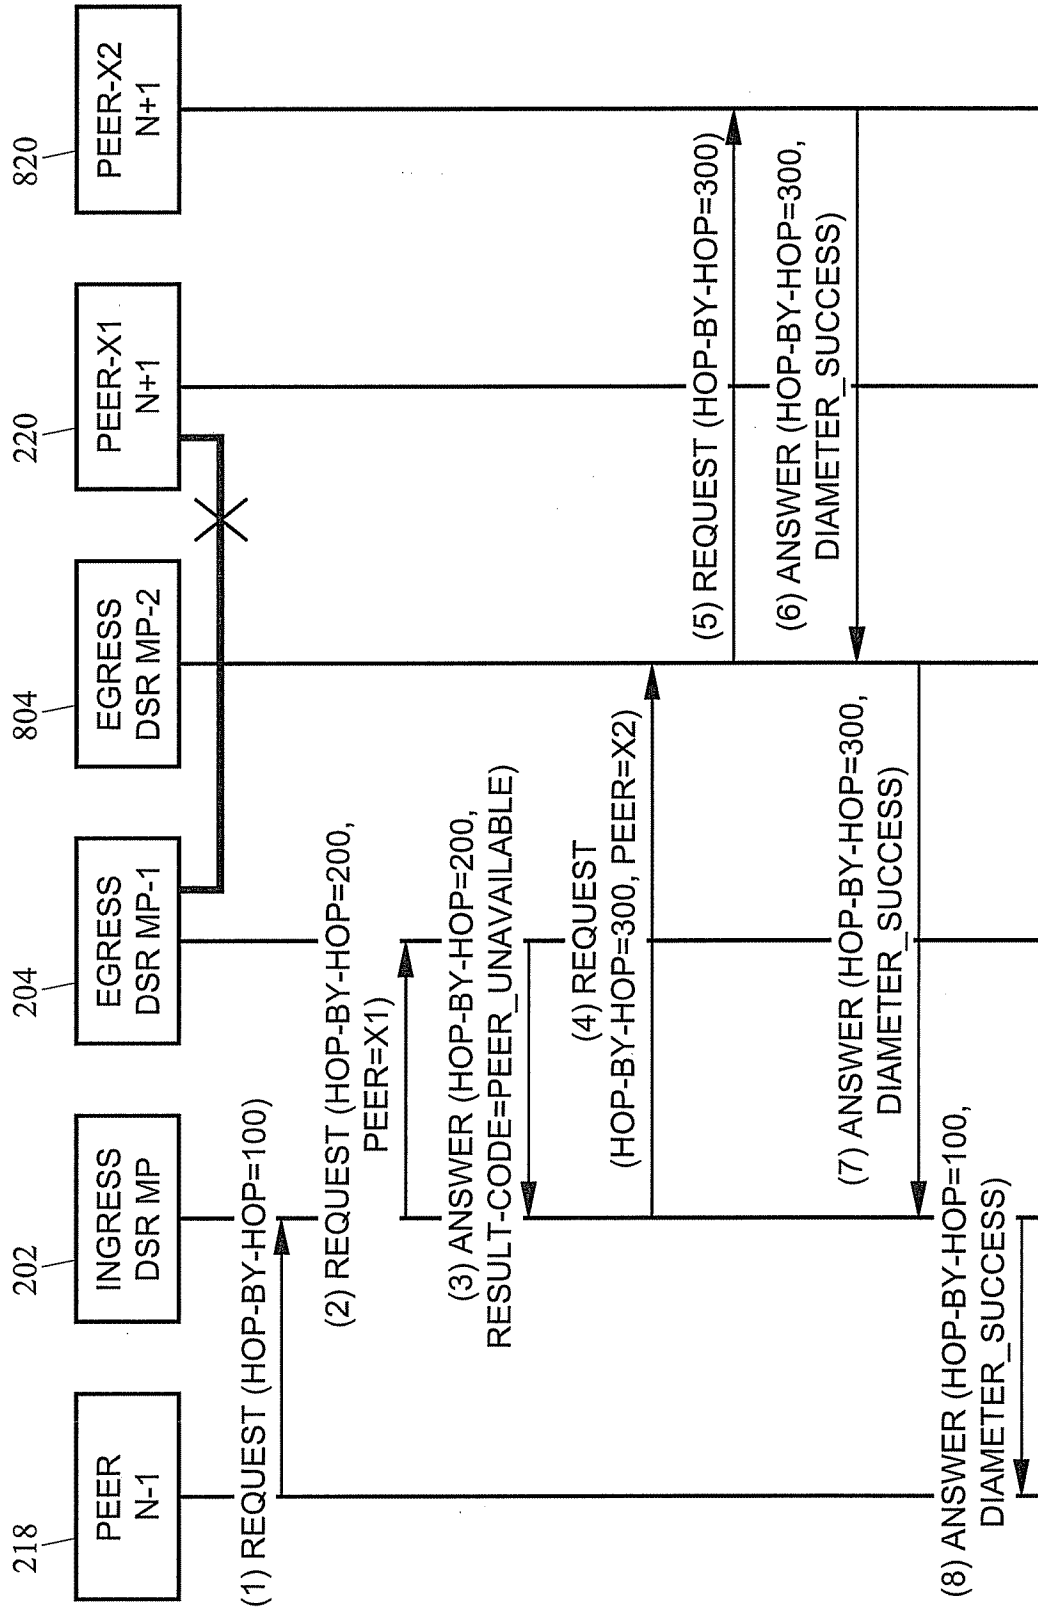 218
202
204
804
220
820
PEER
N-1
INGRESS
DSR MP
EGRESS
DSR MP-1
EGRESS
DSR MP-2
PEER-X1
N+1
PEER-X2
N+1
(1) REQUEST (HOP-BY-HOP=100)
(2) REQUEST (HOP-BY-HOP=200,
PEER=X1)
(3) ANSWER (HOP-BY-HOP=200,
RESULT-CODE=PEER_UNAVAILABLE)
(4) REQUEST
(HOP-BY-HOP=300, PEER=X2)
(5) REQUEST (HOP-BY-HOP=300)
(6) ANSWER (HOP-BY-HOP=300,
DIAMETER_SUCCESS)
(7) ANSWER (HOP-BY-HOP=300,
DIAMETER_SUCCESS)
(8) ANSWER (HOP-BY-HOP=100,
DIAMETER_SUCCESS)